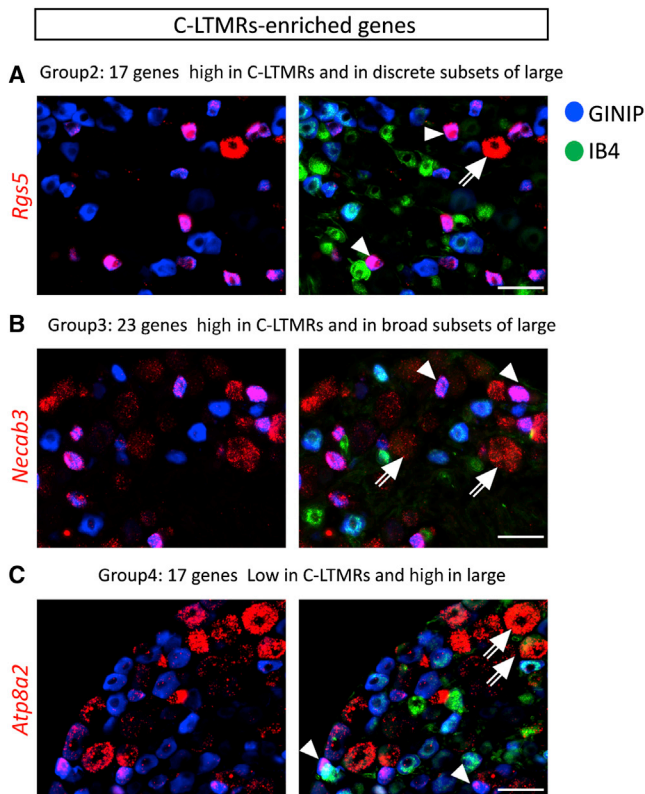 C-LTMRs-enriched genes
A Group2: 17 genes high in C-LTMRs and in discrete subsets of large
Rgs5
GINIP
IB4
B Group3: 23 genes high in C-LTMRs and in broad subsets of large
Necab3
C Group4: 17 genes Low in C-LTMRs and high in large
Atp8a2